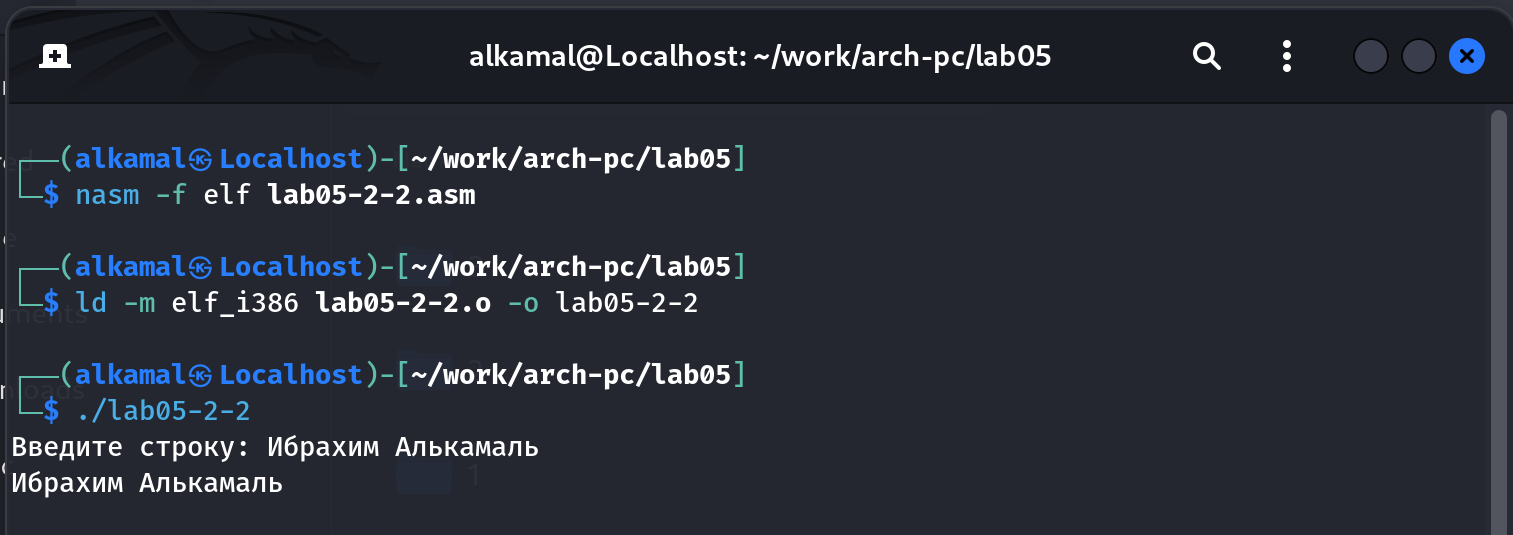 alkamal@Localhost: ~/work/arch-pc/lab05
┌──(alkamal㉿Localhost)-[~/work/arch-pc/lab05]
└─$ nasm -f elf lab05-2-2.asm
┌──(alkamal㉿Localhost)-[~/work/arch-pc/lab05]
└─$ ld -m elf_i386 lab05-2-2.o -o lab05-2-2
┌──(alkamal㉿Localhost)-[~/work/arch-pc/lab05]
└─$ ./lab05-2-2
Введите строку: Ибрахим Алькамаль
Ибрахим Алькамаль
1